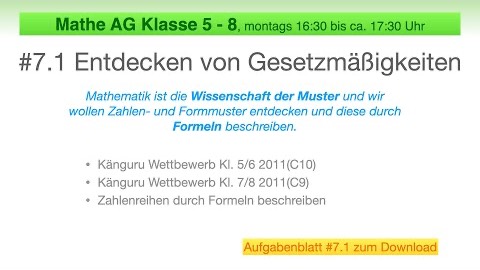 Mathe AG Klasse 5 - 8, montags 16:30 bis ca. 17:30 Uhr
#7.1 Entdecken von Gesetzmäßigkeiten
Mathematik ist die Wissenschaft der Muster und wir
wollen Zahlen- und Formmuster entdecken und diese durch
Formeln beschreiben.
• Känguru Wettbewerb Kl. 5/6 2011(C10)
• Känguru Wettbewerb Kl. 7/8 2011(C9)
• Zahlenreihen durch Formeln beschreiben
Aufgabenblatt #7.1 zum Download